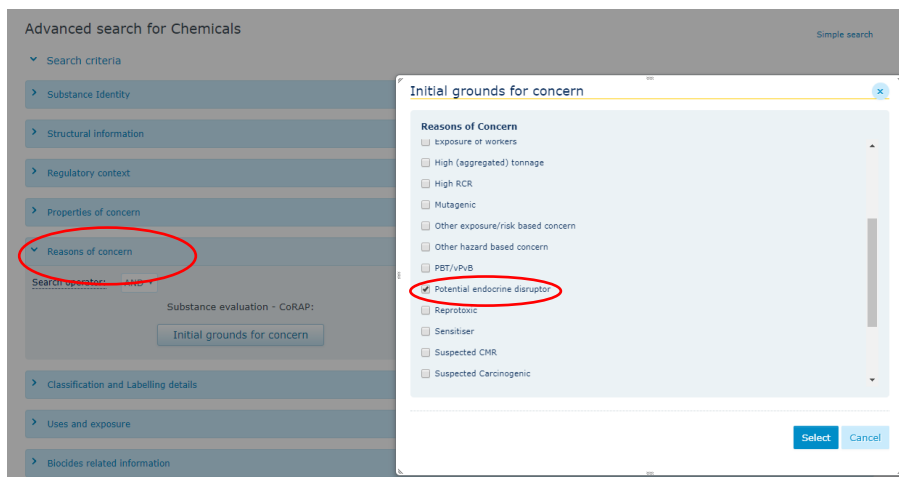 Advanced search for Chemicals
Simple search
Search criteria
Substance Identity
Structural information
Regulatory context
Properties of concern
Reasons of concern
Search operator: AND
Substance evaluation - CoRAP:
Initial grounds for concern
Classification and Labelling details
Uses and exposure
Biocides related information
Initial grounds for concern
Reasons of Concern
Exposure of workers
High (aggregated) tonnage
High RCR
Mutagenic
Other exposure/risk based concern
Other hazard based concern
PBT/vPvB
Potential endocrine disruptor
Reprotoxic
Sensitiser
Suspected CMR
Suspected Carcinogenic
Select Cancel